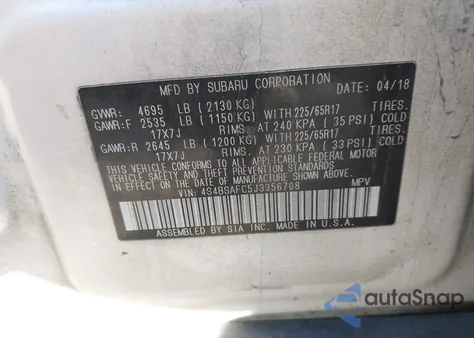 MFD BY SUBARU CORPORATION DATE: 04/18
GVWR: 4695 LB (2130 KG)
GAWR:F 2535 LB (1150 KG) WITH 225/65R17 TIRES
17X7J RIMS. AT 240 KPA (35 PSI) COLD
GAWR:R 2645 LB (1200 KG) WITH 225/65R17 TIRES
17X7J RIMS. AT 230 KPA (33 PSI) COLD
THIS VEHICLE CONFORMS TO ALL APPLICABLE FEDERAL MOTOR
VEHICLE SAFETY, BUMPER, AND THEFT PREVENTION
STANDARDS IN EFFECT ON THE DATE OF MANUFACTURE SHOWN ABOVE.
VIN: 4S4BSAFC5J3356708 MPV
ASSEMBLED BY SIA INC. MADE IN U.S.A.
autoSnap